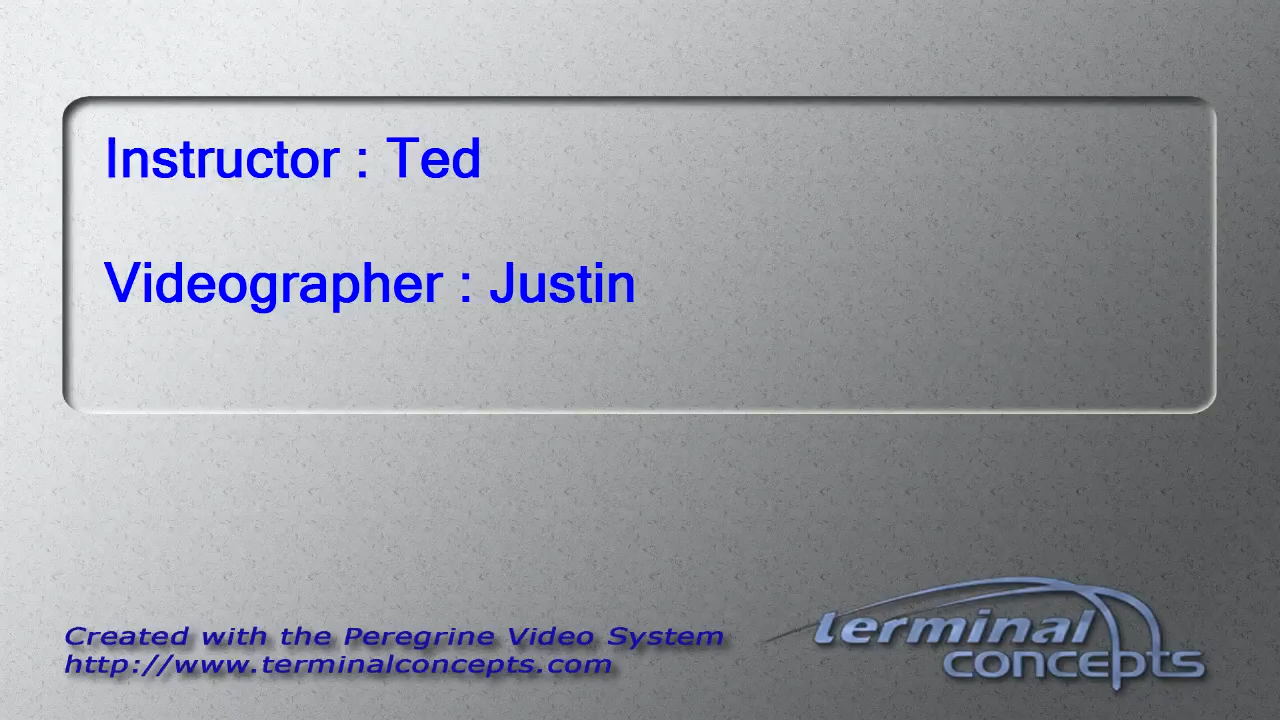 Instructor : Ted
Videographer : Justin
Created with the Peregrine Video System
http://www.terminalconcepts.com
terminal
concepts